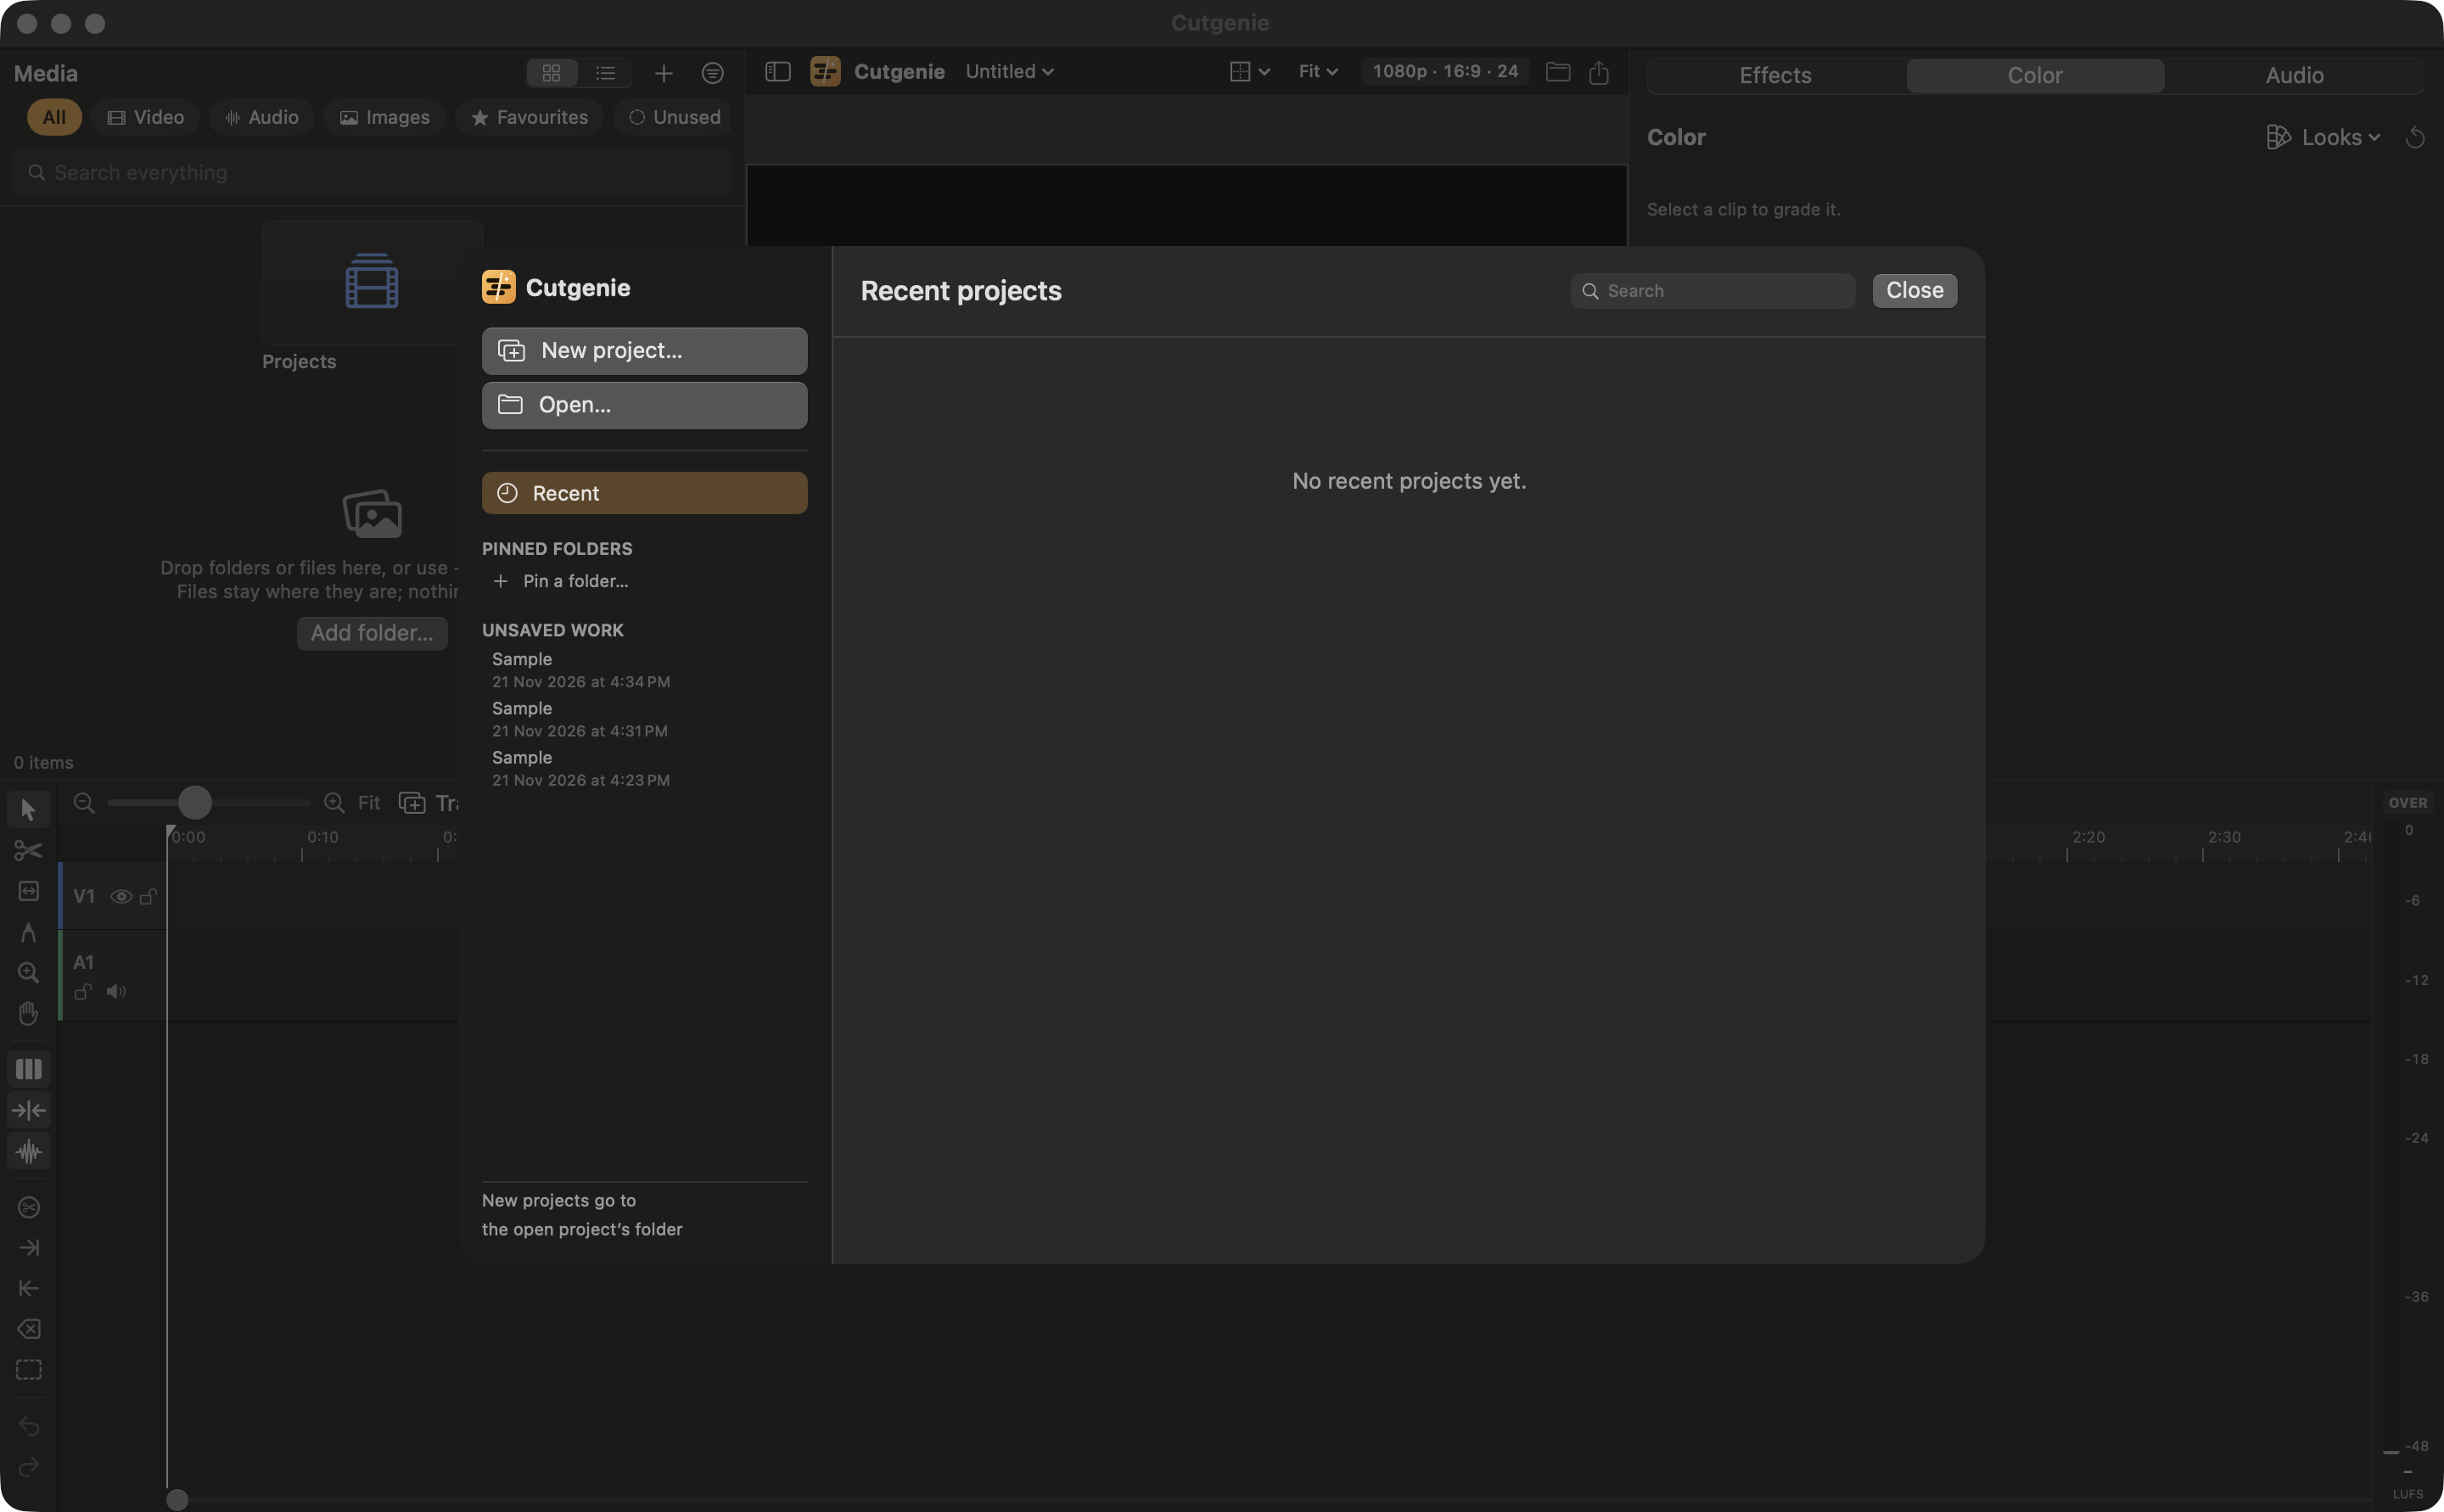 Cutgenie
Media
All
Video
Audio
Images
Favourites
Unused
Search everything
Projects
Drop folders or files here, or use
Files stay where they are;
Add folder...
0 items
Cutgenie
Untitled
Fit
1080p · 16:9 · 24
Effects
Color
Audio
Color
Looks
Select a clip to grade it.
Cutgenie
New project...
Open...
Recent
PINNED FOLDERS
Pin a folder...
UNSAVED WORK
Sample
21 Nov 2026 at 4:34 PM
Sample
21 Nov 2026 at 4:31 PM
Sample
21 Nov 2026 at 4:23 PM
New projects go to
the open project’s folder
Recent projects
Search
Close
No recent projects yet.
Fit
0:00
0:10
2:20
2:30
V1
A1
OVER
0
-6
-12
-18
-24
-36
-48
LUFS